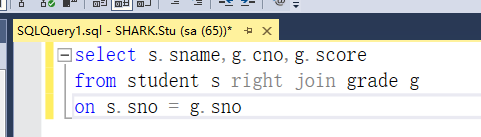 SQLQuery1.sql - SHARK.Stu (sa (65))*
select s.sname,g.cno,g.score
from student s right join grade g
on s.sno = g.sno